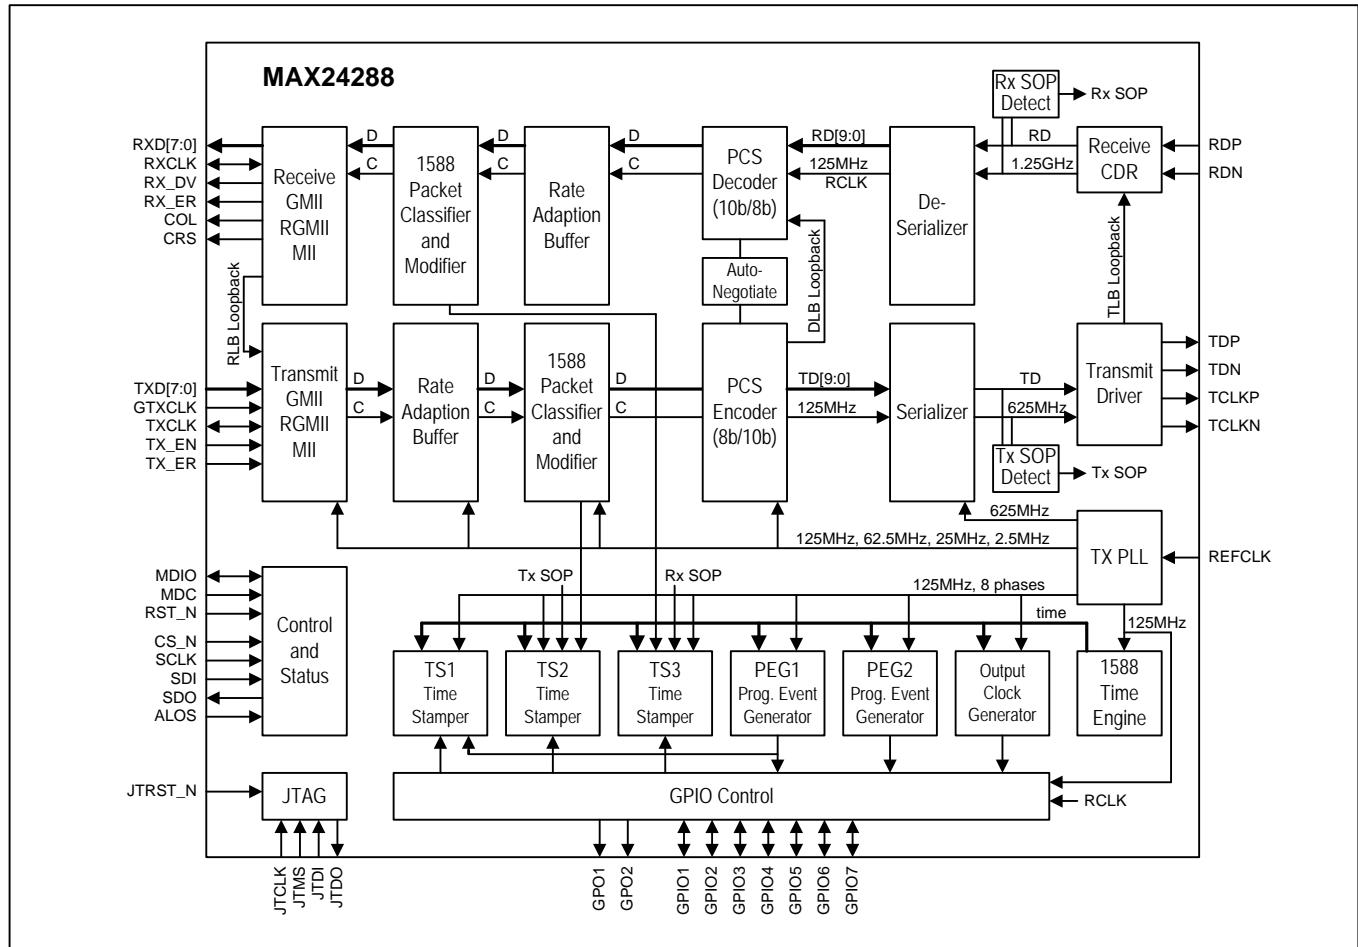 MAX24288
Rx SOP
Detect
Rx SOP
RXD[7:0]
RXCLK
RX_DV
RX_ER
COL
CRS
Receive
GMII
RGMII
MII
D
C
1588
Packet
Classifier
and
Modifier
D
C
Rate
Adaption
Buffer
D
C
PCS
Decoder
(10b/8b)
RD[9:0]
125MHz
RCLK
De-
Serializer
RD
1.25GHz
Receive
CDR
RDP
RDN
RLB Loopback
Auto-
Negotiate
DLB Loopback
TLB Loopback
TXD[7:0]
GTXCLK
TXCLK
TX_EN
TX_ER
Transmit
GMII
RGMII
MII
D
C
Rate
Adaption
Buffer
D
C
1588
Packet
Classifier
and
Modifier
D
C
PCS
Encoder
(8b/10b)
TD[9:0]
125MHz
Serializer
TD
625MHz
Transmit
Driver
TDP
TDN
TCLKP
TCLKN
Tx SOP
Detect
Tx SOP
625MHz
125MHz, 62.5MHz, 25MHz, 2.5MHz
TX PLL
REFCLK
MDIO
MDC
RST_N
CS_N
SCLK
SDI
SDO
ALOS
Control
and
Status
Tx SOP
Rx SOP
125MHz, 8 phases
time
125MHz
TS1
Time
Stamper
TS2
Time
Stamper
TS3
Time
Stamper
PEG1
Prog. Event
Generator
PEG2
Prog. Event
Generator
Output
Clock
Generator
1588
Time
Engine
JTRST_N
JTAG
GPIO Control
RCLK
JTCLK
JTMS
JTDI
JTDO
GPO1
GPO2
GPIO1
GPIO2
GPIO3
GPIO4
GPIO5
GPIO6
GPIO7